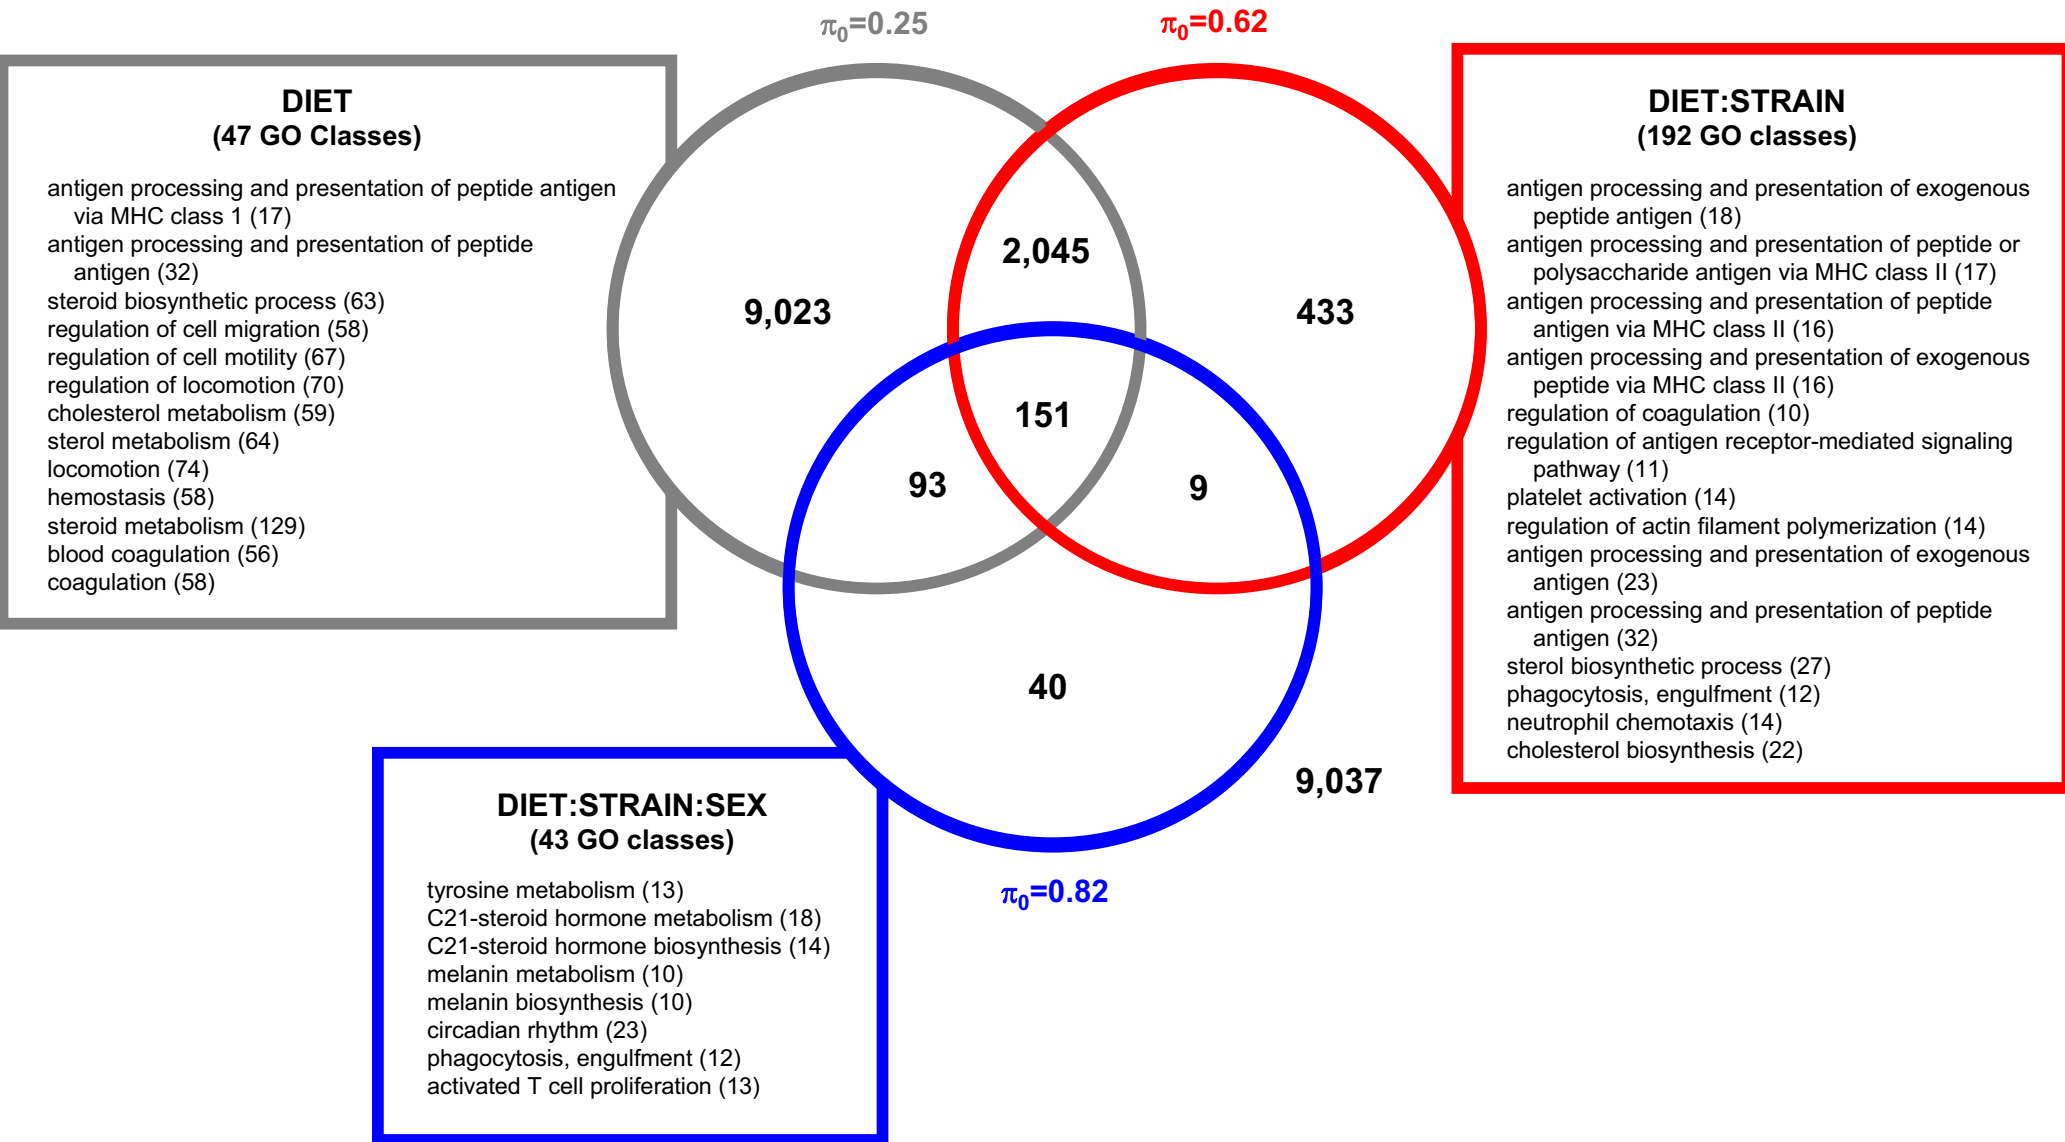 π0=0.25
π0=0.62
DIET
(47 GO Classes)
antigen processing and presentation of peptide antigen
via MHC class 1 (17)
antigen processing and presentation of peptide
antigen (32)
steroid biosynthetic process (63)
regulation of cell migration (58)
regulation of cell motility (67)
regulation of locomotion (70)
cholesterol metabolism (59)
sterol metabolism (64)
locomotion (74)
hemostasis (58)
steroid metabolism (129)
blood coagulation (56)
coagulation (58)
2,045
9,023
433
151
93
9
40
9,037
π0=0.82
DIET:STRAIN
(192 GO classes)
antigen processing and presentation of exogenous
peptide antigen (18)
antigen processing and presentation of peptide or
polysaccharide antigen via MHC class II (17)
antigen processing and presentation of peptide
antigen via MHC class II (16)
antigen processing and presentation of exogenous
peptide via MHC class II (16)
regulation of coagulation (10)
regulation of antigen receptor-mediated signaling
pathway (11)
platelet activation (14)
regulation of actin filament polymerization (14)
antigen processing and presentation of exogenous
antigen (23)
antigen processing and presentation of peptide
antigen (32)
sterol biosynthetic process (27)
phagocytosis, engulfment (12)
neutrophil chemotaxis (14)
cholesterol biosynthesis (22)
DIET:STRAIN:SEX
(43 GO classes)
tyrosine metabolism (13)
C21-steroid hormone metabolism (18)
C21-steroid hormone biosynthesis (14)
melanin metabolism (10)
melanin biosynthesis (10)
circadian rhythm (23)
phagocytosis, engulfment (12)
activated T cell proliferation (13)